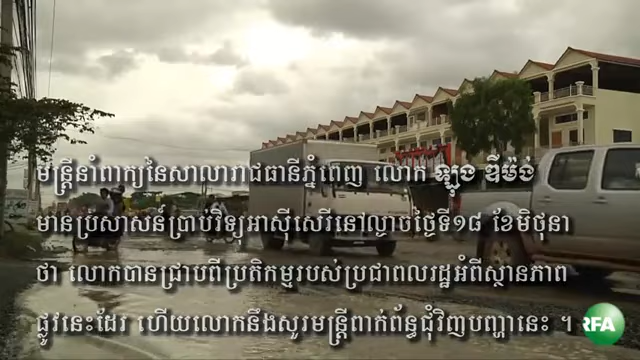 មន្ត្រីនាំពាក្យនៃសាលារាជធានីភ្នំពេញ លោក ឡុង ឌីម៉ង់
មានប្រសាសន៍ប្រាប់វិទ្យុអាស៊ីសេរីនៅល្ងាចថ្ងៃទី១៨ ខែមិថុនា
ថា លោកបានជ្រាបពីប្រតិកម្មរបស់ប្រជាពលរដ្ឋអំពីស្ថានភាព
ផ្លូវនេះដែរ ហើយលោកនឹងសួរមន្ត្រីពាក់ព័ន្ធជុំវិញបញ្ហានេះ ។
RFA